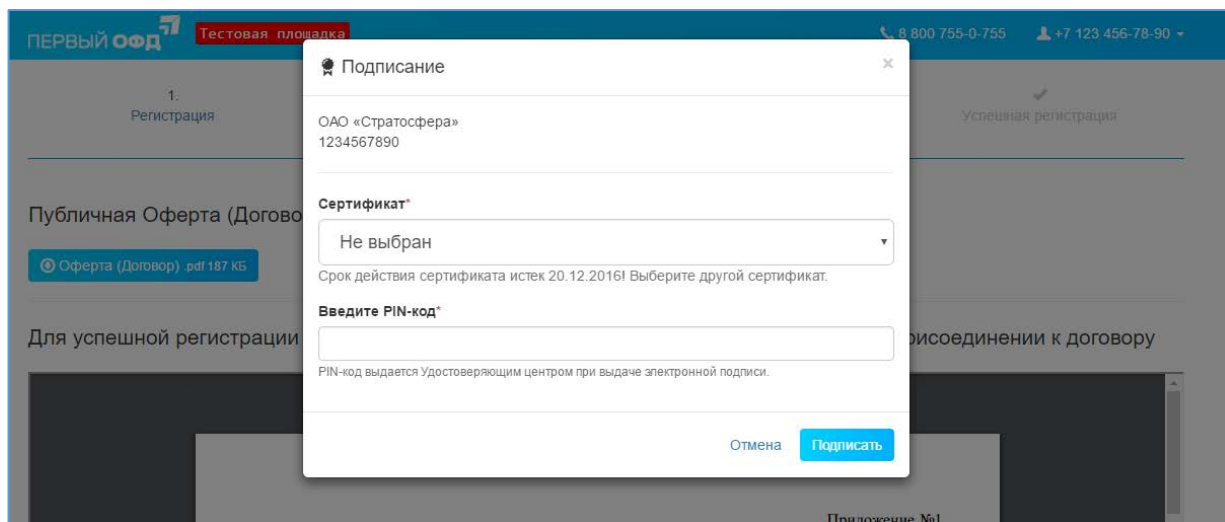 ПЕРВЫЙ ОФД
Тестовая площадка
8 800 755-0-755
+7 123 456-78-90
1.
Регистрация
Успешная регистрация
Подписание
×
ОАО «Стратосфера»
1234567890
Публичная Оферта (Догово
Оферта (Договор) .pdf 187 КБ
Сертификат*
Не выбран
Срок действия сертификата истек 20.12.2016! Выберите другой сертификат.
Введите PIN-код*
PIN-код выдается Удостоверяющим центром при выдаче электронной подписи.
Для успешной регистрации
рисоединении к договору
Отмена
Подписать
Приложение №1